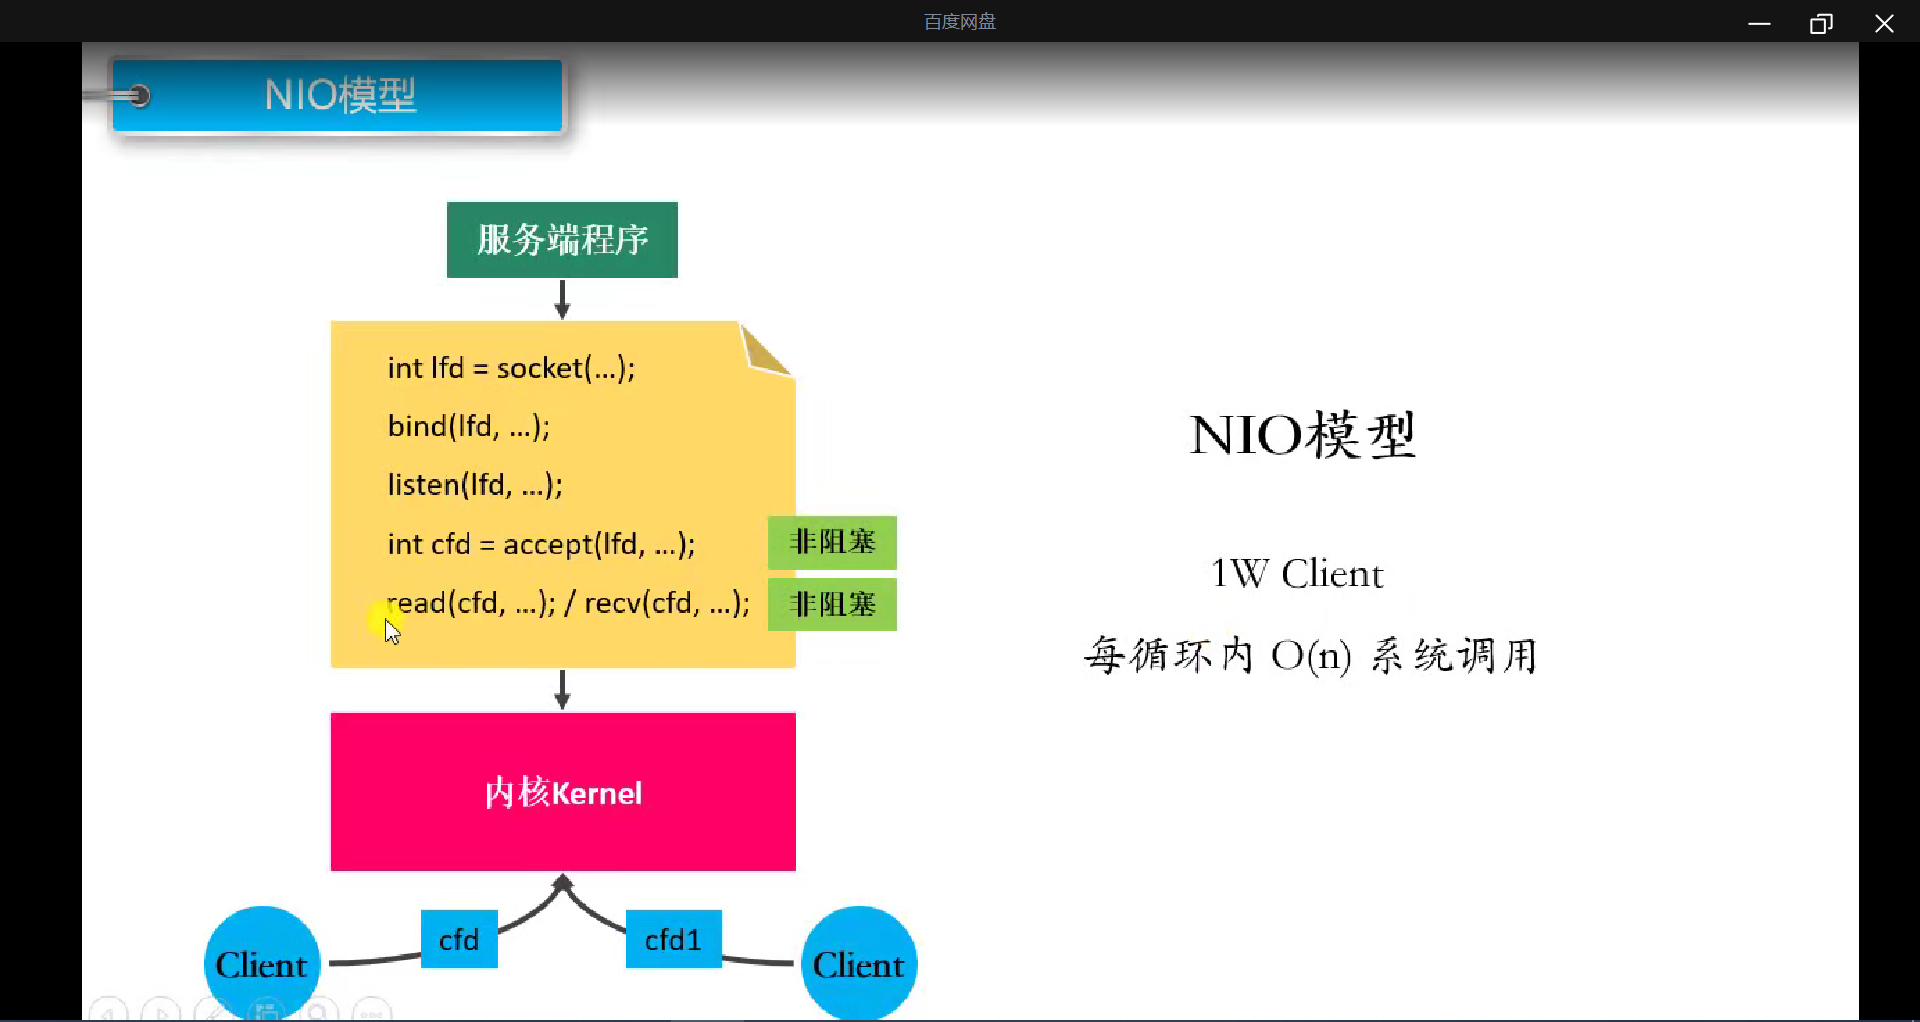 百度网盘
NIO模型
服务端程序
int lfd = socket(...);
bind(lfd, ...);
listen(lfd, ...);
int cfd = accept(lfd, ...);
非阻塞
read(cfd, ...); / recv(cfd, ...);
非阻塞
内核Kernel
cfd
cfd1
Client
Client
NIO模型
1W Client
每循环内 O(n) 系统调用